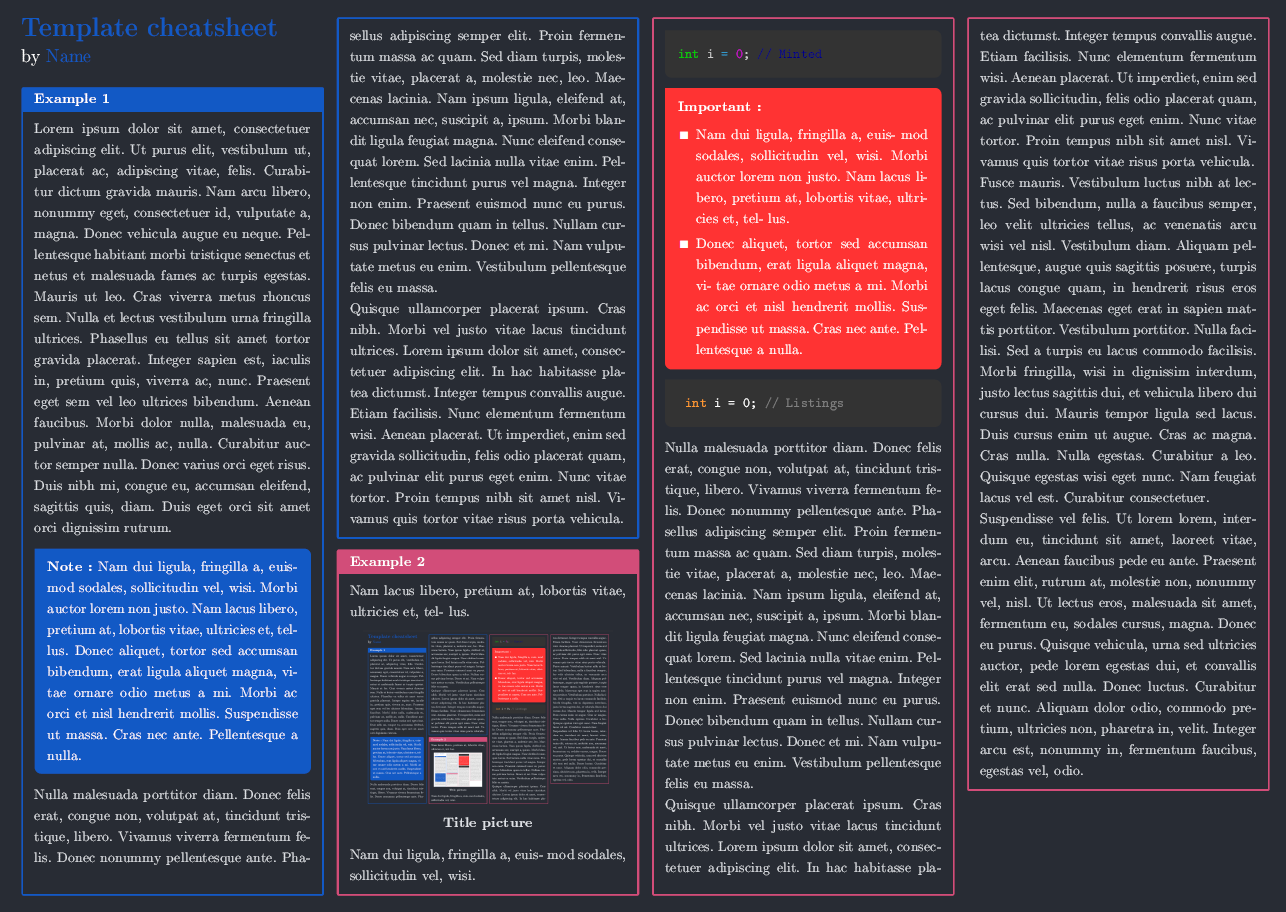 Template cheatsheet
by Name
Example 1
Lorem ipsum dolor sit amet, consectetuer
adipiscing elit. Ut purus elit, vestibulum ut,
placerat ac, adipiscing vitae, felis. Curabi-
tur dictum gravida mauris. Nam arcu libero,
nonummy eget, consectetuer id, vulputate a,
magna. Donec vehicula augue eu neque. Pel-
lentesque habitant morbi tristique senectus et
netus et malesuada fames ac turpis egestas.
Mauris ut leo. Cras viverra metus rhoncus
sem. Nulla et lectus vestibulum urna fringilla
ultrices. Phasellus eu tellus sit amet tortor
gravida placerat. Integer sapien est, iaculis
in, pretium quis, viverra ac, nunc. Praesent
eget sem vel leo ultrices bibendum. Aenean
faucibus. Morbi dolor nulla, malesuada eu,
pulvinar at, mollis ac, nulla. Curabitur auc-
tor semper nulla. Donec varius orci eget risus.
Duis nibh mi, congue eu, accumsan eleifend,
sagittis quis, diam. Duis eget orci sit amet
orci dignissim rutrum.
Note : Nam dui ligula, fringilla a, euis-
mod sodales, sollicitudin vel, wisi. Morbi
auctor lorem non justo. Nam lacus libero,
pretium at, lobortis vitae, ultricies et, tel-
lus. Donec aliquet, tortor sed accumsan
bibendum, erat ligula aliquet magna, vi-
tae ornare odio metus a mi. Morbi ac
orci et nisl hendrerit mollis. Suspendisse
ut massa. Cras nec ante. Pellentesque a
nulla.
Nulla malesuada porttitor diam. Donec felis
erat, congue non, volutpat at, tincidunt tris-
tique, libero. Vivamus viverra fermentum fe-
lis. Donec nonummy pellentesque ante. Pha-
sellus adipiscing semper elit. Proin fermen-
tum massa ac quam. Sed diam turpis, moles-
tie vitae, placerat a, molestie nec, leo. Mae-
cenas lacinia. Nam ipsum ligula, eleifend at,
accumsan nec, suscipit a, ipsum. Morbi blan-
dit ligula feugiat magna. Nunc eleifend conse-
quat lorem. Sed lacinia nulla vitae enim. Pel-
lentesque tincidunt purus vel magna. Integer
non enim. Praesent euismod nunc eu purus.
Donec bibendum quam in tellus. Nullam cur-
sus pulvinar lectus. Donec et mi. Nam vulpu-
tate metus eu enim. Vestibulum pellentesque
felis eu massa.
Quisque ullamcorper placerat ipsum. Cras
nibh. Morbi vel justo vitae lacus tincidunt
ultrices. Lorem ipsum dolor sit amet, consec-
tetuer adipiscing elit. In hac habitasse pla-
tea dictumst. Integer tempus convallis augue.
Etiam facilisis. Nunc elementum fermentum
wisi. Aenean placerat. Ut imperdiet, enim sed
gravida sollicitudin, felis odio placerat quam,
ac pulvinar elit purus eget enim. Nunc vitae
tortor. Proin tempus nibh sit amet nisl. Vi-
vamus quis tortor vitae risus porta vehicula.
Example 2
Nam lacus libero, pretium at, lobortis vitae,
ultricies et, tel- lus.
Title picture
Nam dui ligula, fringilla a, euis- mod sodales,
sollicitudin vel, wisi.
int i = 0; // Minted
Important :
■ Nam dui ligula, fringilla a, euis- mod
sodales, sollicitudin vel, wisi. Morbi
auctor lorem non justo. Nam lacus li-
bero, pretium at, lobortis vitae, ultri-
cies et, tel- lus.
■ Donec aliquet, tortor sed accumsan
bibendum, erat ligula aliquet magna,
vi- tae ornare odio metus a mi. Morbi
ac orci et nisl hendrerit mollis. Sus-
pendisse ut massa. Cras nec ante. Pel-
lentesque a nulla.
int i = 0; // Listings
Nulla malesuada porttitor diam. Donec felis
erat, congue non, volutpat at, tincidunt tris-
tique, libero. Vivamus viverra fermentum fe-
lis. Donec nonummy pellentesque ante. Pha-
sellus adipiscing semper elit. Proin fermen-
tum massa ac quam. Sed diam turpis, moles-
tie vitae, placerat a, molestie nec, leo. Mae-
cenas lacinia. Nam ipsum ligula, eleifend at,
accumsan nec, suscipit a, ipsum. Morbi blan-
dit ligula feugiat magna. Nunc eleifend conse-
quat lorem. Sed lacinia nulla vitae enim. Pel-
lentesque tincidunt purus vel magna. Integer
non enim. Praesent euismod nunc eu purus.
Donec bibendum quam in tellus. Nullam cur-
sus pulvinar lectus. Donec et mi. Nam vulpu-
tate metus eu enim. Vestibulum pellentesque
felis eu massa.
Quisque ullamcorper placerat ipsum. Cras
nibh. Morbi vel justo vitae lacus tincidunt
ultrices. Lorem ipsum dolor sit amet, consec-
tetuer adipiscing elit. In hac habitasse pla-
tea dictumst. Integer tempus convallis augue.
Etiam facilisis. Nunc elementum fermentum
wisi. Aenean placerat. Ut imperdiet, enim sed
gravida sollicitudin, felis odio placerat quam,
ac pulvinar elit purus eget enim. Nunc vitae
tortor. Proin tempus nibh sit amet nisl. Vi-
vamus quis tortor vitae risus porta vehicula.
Fusce mauris. Vestibulum luctus nibh at lec-
tus. Sed bibendum, nulla a faucibus semper,
leo velit ultricies tellus, ac venenatis arcu
wisi vel nisl. Vestibulum diam. Aliquam pel-
lentesque, augue quis sagittis posuere, turpis
lacus congue quam, in hendrerit risus eros
eget felis. Maecenas eget erat in sapien mat-
tis porttitor. Vestibulum porttitor. Nulla faci-
lisi. Sed a turpis eu lacus commodo facilisis.
Morbi fringilla, wisi in dignissim interdum,
justo lectus sagittis dui, et vehicula libero dui
cursus dui. Mauris tempor ligula sed lacus.
Duis cursus enim ut augue. Cras ac magna.
Cras nulla. Nulla egestas. Curabitur a leo.
Quisque egestas wisi eget nunc. Nam feugiat
lacus vel est. Curabitur consectetuer.
Suspendisse vel felis. Ut lorem lorem, inter-
dum eu, tincidunt sit amet, laoreet vitae,
arcu. Aenean faucibus pede eu ante. Praesent
enim elit, rutrum at, molestie non, nonummy
vel, nisl. Ut lectus eros, malesuada sit amet,
fermentum eu, sodales cursus, magna. Donec
eu purus. Quisque vehicula, urna sed ultricies
auctor, pede lorem egestas dui, et convallis
elit erat sed nulla. Donec luctus. Curabitur
et nunc. Aliquam dolor odio, commodo pre-
tium, ultricies non, pharetra in, velit. Integer
arcu est, nonummy in, fermentum faucibus,
egestas vel, odio.